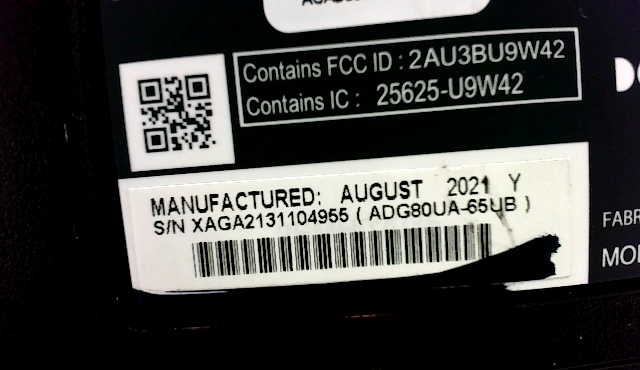 Contains FCC ID : 2AU3BU9W42
Contains IC : 25625-U9W42
MANUFACTURED: AUGUST 2021 Y
S/N XAGA2131104955 ( ADG80UA-65UB )
FABR
MO